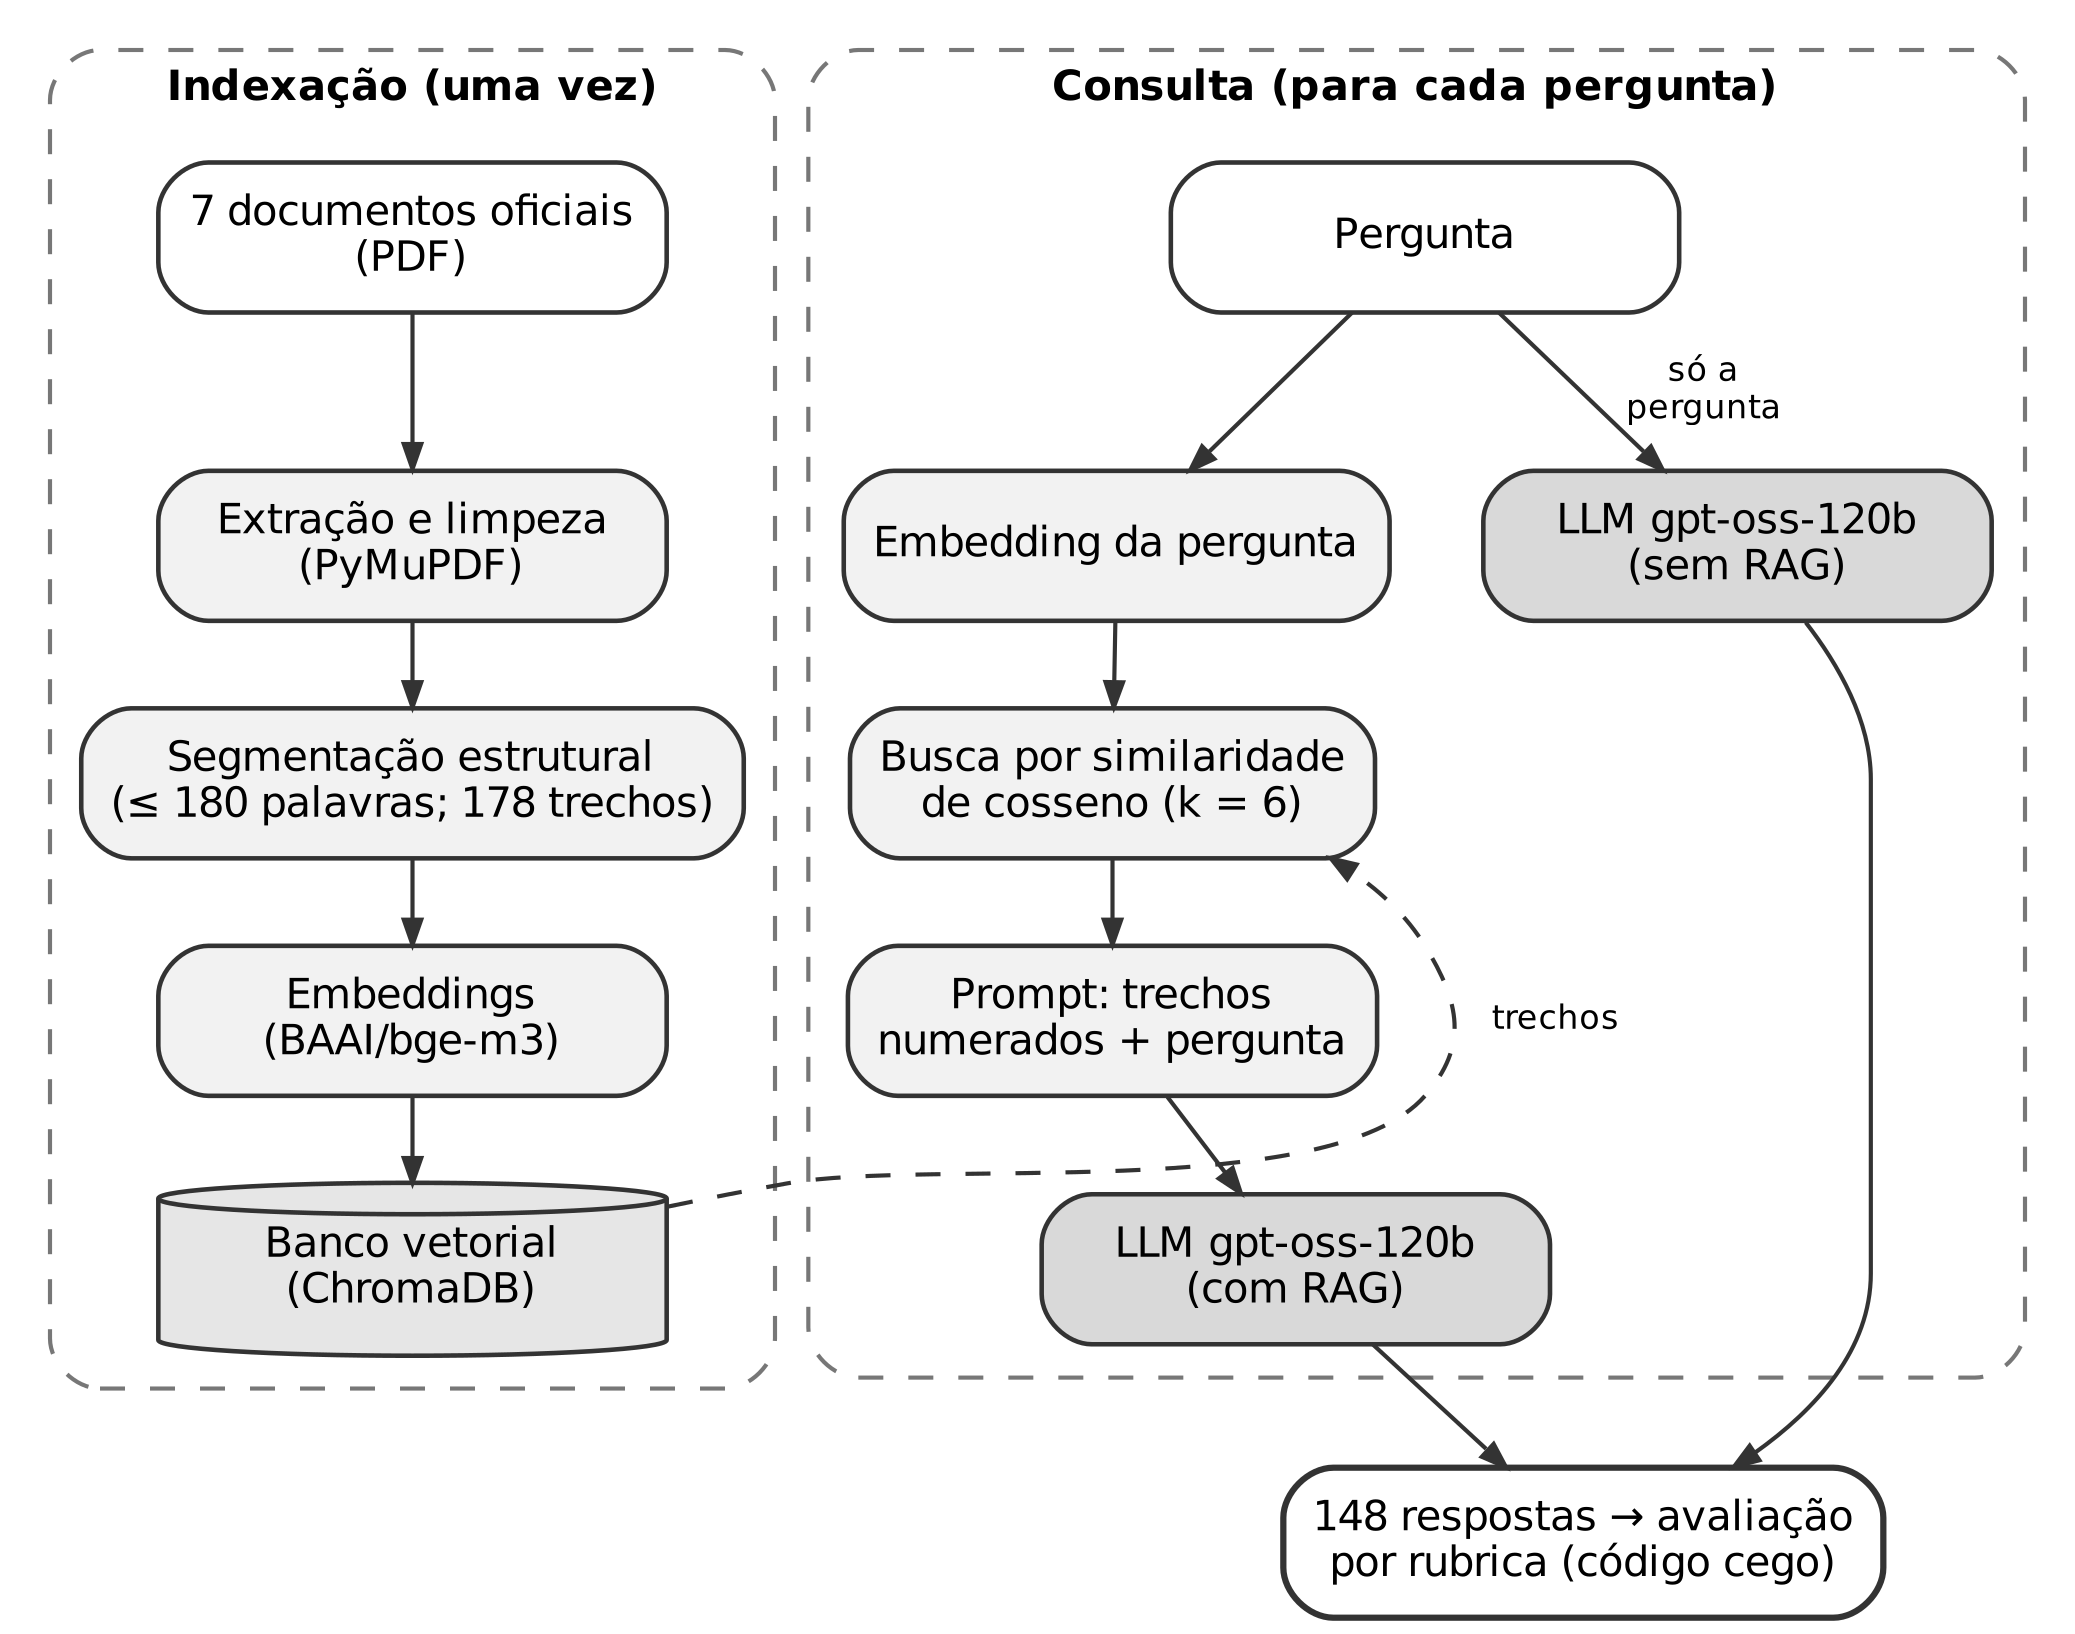 Indexação (uma vez)
7 documentos oficiais
(PDF)
Extração e limpeza
(PyMuPDF)
Segmentação estrutural
(≤ 180 palavras; 178 trechos)
Embeddings
(BAAI/bge-m3)
Banco vetorial
(ChromaDB)
Consulta (para cada pergunta)
Pergunta
só a
pergunta
Embedding da pergunta
LLM gpt-oss-120b
(sem RAG)
Busca por similaridade
de cosseno (k = 6)
Prompt: trechos
numerados + pergunta
trechos
LLM gpt-oss-120b
(com RAG)
148 respostas → avaliação
por rubrica (código cego)